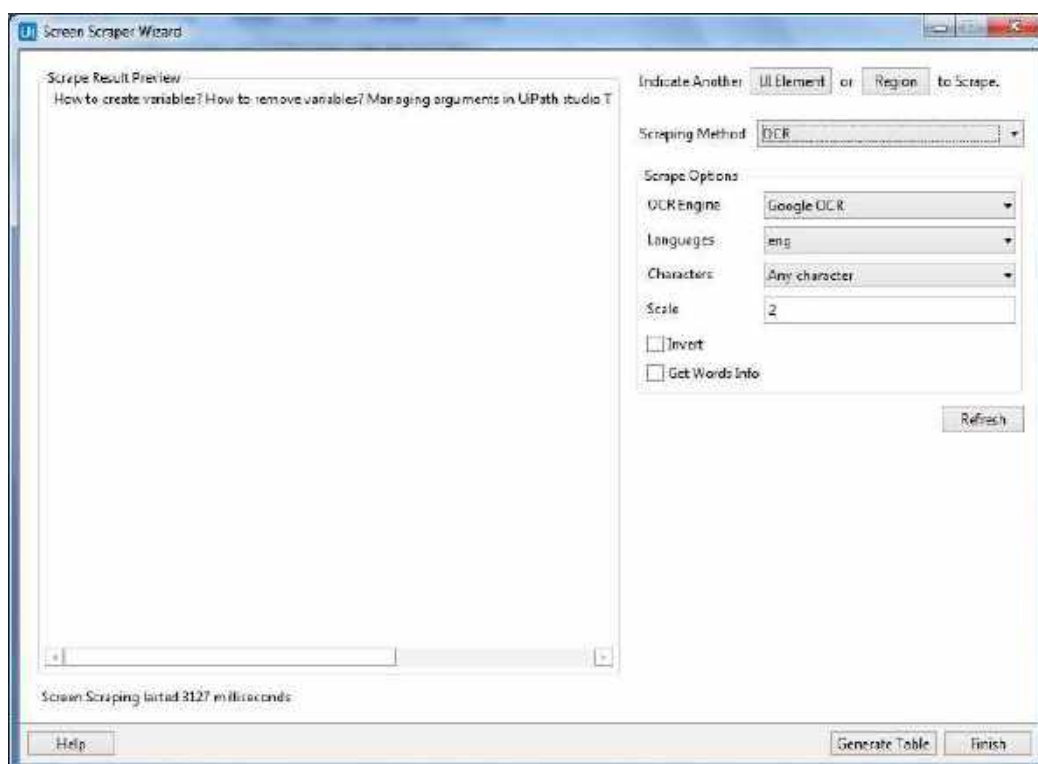 Ui Screen Scraper Wizard
Scrape Result Preview
How to create variables? How to remove variables? Managing arguments in UiPath studio T
Indicate Another UI Element or Region to Scrape.
Scraping Method OCR
Scrape Options
OCR Engine Google OCR
Languages eng
Characters Any character
Scale 2
Invert
Get Words Info
Refresh
Screen Scraping lasted 3127 milliseconds
Help Generate Table Finish